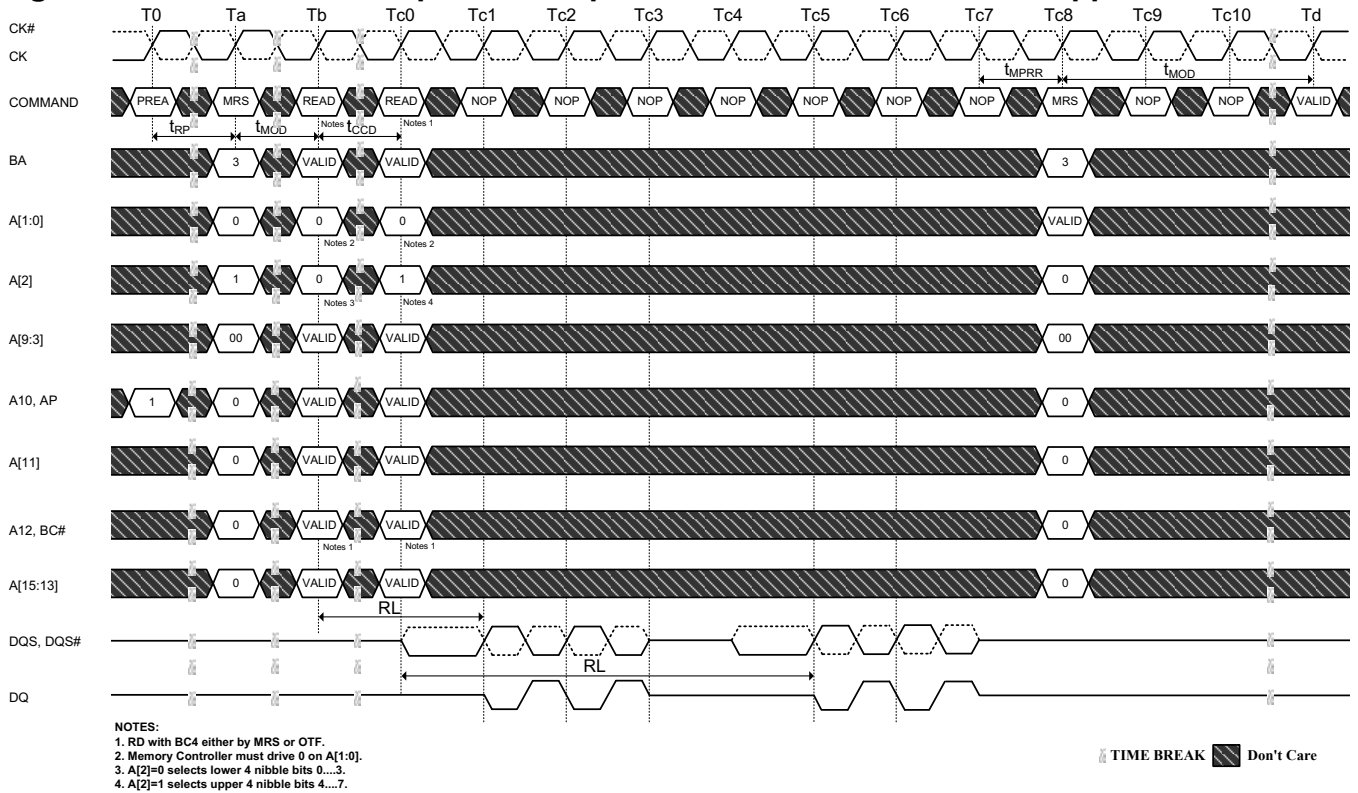 T0 Ta Tb Tc0 Tc1 Tc2 Tc3 Tc4 Tc5 Tc6 Tc7 Tc8 Tc9 Tc10 Td
CK#
CK
tMPRR tMOD
COMMAND PREA MRS READ READ NOP NOP NOP NOP NOP NOP NOP MRS NOP NOP VALID
Notes 1 Notes 1
tRP tMOD tCCD
BA 3 VALID VALID 3
A[1:0] 0 0 0 VALID
Notes 2 Notes 2
A[2] 1 0 1 0
Notes 3 Notes 4
A[9:3] 00 VALID VALID 00
A10, AP 1 0 VALID VALID 0
A[11] 0 VALID VALID 0
A12, BC# 0 VALID VALID 0
Notes 1 Notes 1
A[15:13] 0 VALID VALID 0
RL
DQS, DQS#
RL
DQ
NOTES:
1. RD with BC4 either by MRS or OTF.
2. Memory Controller must drive 0 on A[1:0].
3. A[2]=0 selects lower 4 nibble bits 0....3.
4. A[2]=1 selects upper 4 nibble bits 4....7.
TIME BREAK Don't Care